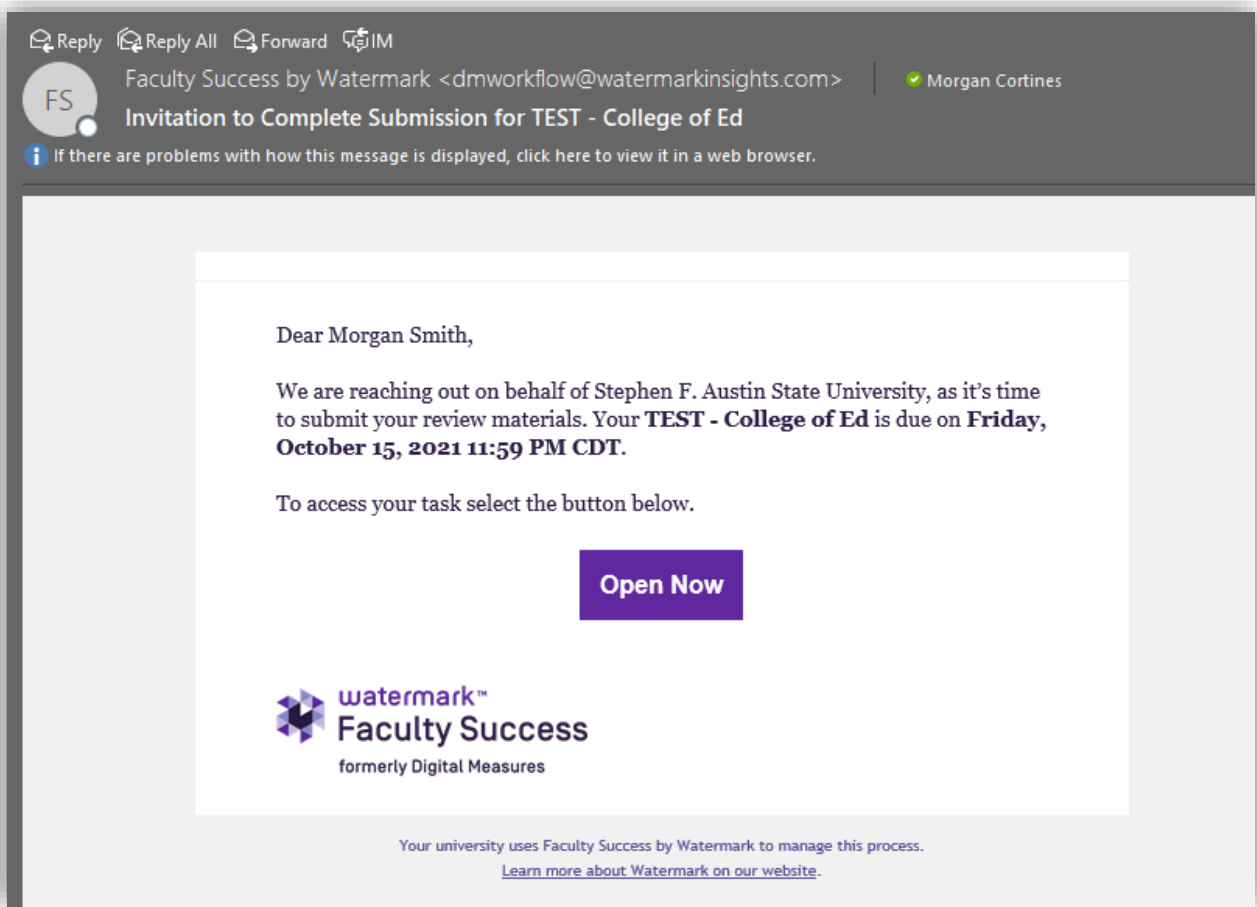 Reply Reply All Forward IM
Faculty Success by Watermark <dmworkflow@watermarkinsights.com> Morgan Cortines
FS
Invitation to Complete Submission for TEST - College of Ed
If there are problems with how this message is displayed, click here to view it in a web browser.
Dear Morgan Smith,
We are reaching out on behalf of Stephen F. Austin State University, as it’s time
to submit your review materials. Your TEST - College of Ed is due on Friday,
October 15, 2021 11:59 PM CDT.
To access your task select the button below.
Open Now
watermark™
Faculty Success
formerly Digital Measures
Your university uses Faculty Success by Watermark to manage this process.
Learn more about Watermark on our website.